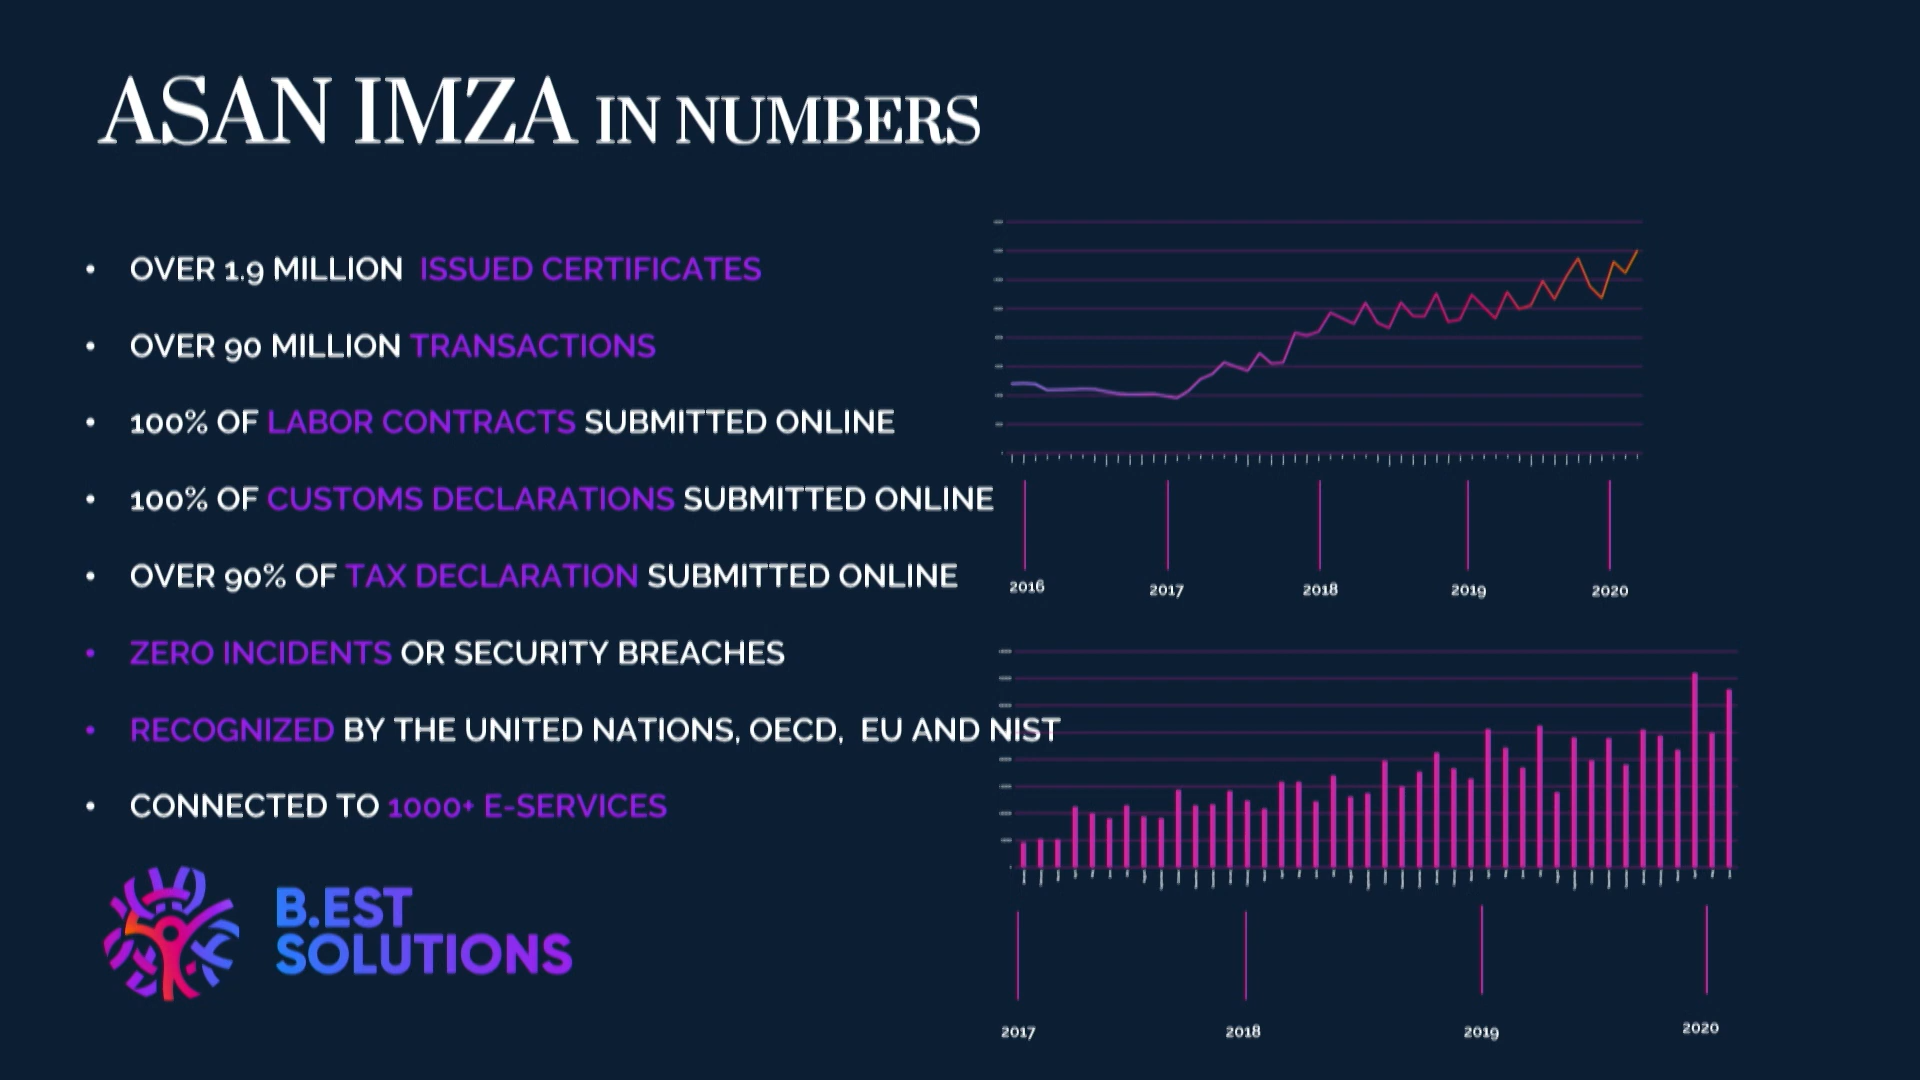 ASAN IMZA IN NUMBERS
• OVER 1.9 MILLION ISSUED CERTIFICATES
• OVER 90 MILLION TRANSACTIONS
• 100% OF LABOR CONTRACTS SUBMITTED ONLINE
• 100% OF CUSTOMS DECLARATIONS SUBMITTED ONLINE
• OVER 90% OF TAX DECLARATION SUBMITTED ONLINE
• ZERO INCIDENTS OR SECURITY BREACHES
• RECOGNIZED BY THE UNITED NATIONS, OECD, EU AND NIST
• CONNECTED TO 1000+ E-SERVICES
B.EST
SOLUTIONS
2016 2017 2018 2019 2020
2017 2018 2019 2020